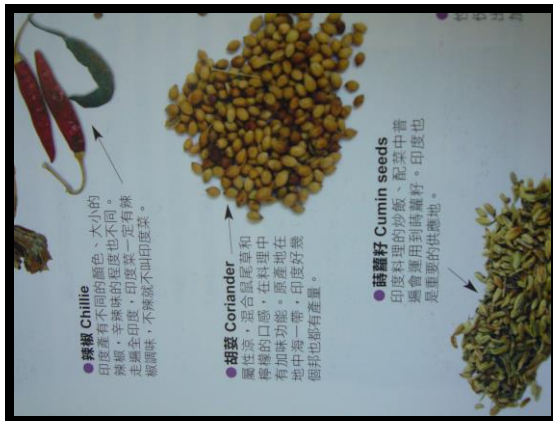 ●辣椒 Chillie
印度產有不同的顏色、大小的
辣椒，辛辣味的程度也不同。
走遍全印度，印度菜一定有辣
椒調味，不辣就不叫印度菜。
●胡荽 Coriander
屬性涼，混合鼠尾草和
檸檬的口感，在料理中
有加味功能。原產地在
地中海一帶，印度好幾
個邦也都有產量。
●蒔蘿籽 Cumin seeds
印度料理的炒飯、配菜中普
遍會運用到蒔蘿籽。印度也
是重要的供應地。